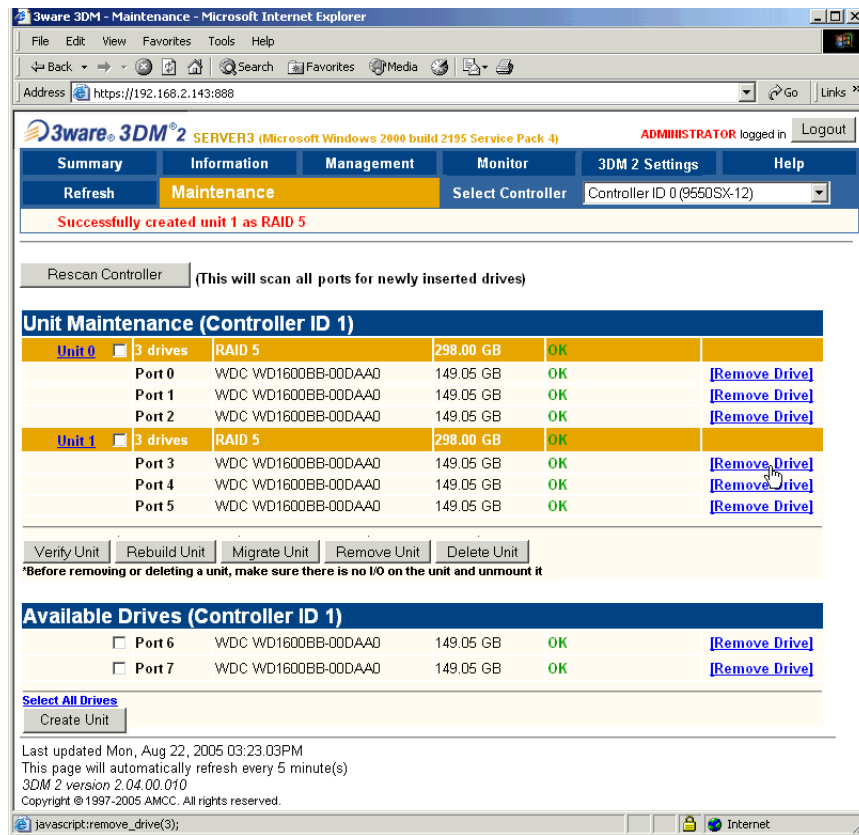 3ware 3DM - Maintenance - Microsoft Internet Explorer
File Edit View Favorites Tools Help
Back Search Favorites Media
Address https://192.168.2.143:888 Go Links »
3ware® 3DM®2 SERVER3 (Microsoft Windows 2000 build 2195 Service Pack 4) ADMINISTRATOR logged in Logout
Summary Information Management Monitor 3DM 2 Settings Help
Refresh Maintenance Select Controller Controller ID 0 (9550SX-12)
Successfully created unit 1 as RAID 5
Rescan Controller (This will scan all ports for newly inserted drives)
Unit Maintenance (Controller ID 1)
Unit 0 3 drives RAID 5 298.00 GB OK
Port 0 WDC WD1600BB-00DAA0 149.05 GB OK [Remove Drive]
Port 1 WDC WD1600BB-00DAA0 149.05 GB OK [Remove Drive]
Port 2 WDC WD1600BB-00DAA0 149.05 GB OK [Remove Drive]
Unit 1 3 drives RAID 5 298.00 GB OK
Port 3 WDC WD1600BB-00DAA0 149.05 GB OK [Remove Drive]
Port 4 WDC WD1600BB-00DAA0 149.05 GB OK [Remove Drive]
Port 5 WDC WD1600BB-00DAA0 149.05 GB OK [Remove Drive]
Verify Unit Rebuild Unit Migrate Unit Remove Unit Delete Unit
*Before removing or deleting a unit, make sure there is no I/O on the unit and unmount it
Available Drives (Controller ID 1)
Port 6 WDC WD1600BB-00DAA0 149.05 GB OK [Remove Drive]
Port 7 WDC WD1600BB-00DAA0 149.05 GB OK [Remove Drive]
Select All Drives
Create Unit
Last updated Mon, Aug 22, 2005 03:23.03PM
This page will automatically refresh every 5 minute(s)
3DM 2 version 2.04.00.010
Copyright © 1997-2005 AMCC. All rights reserved.
javascript:remove_drive(3); Internet